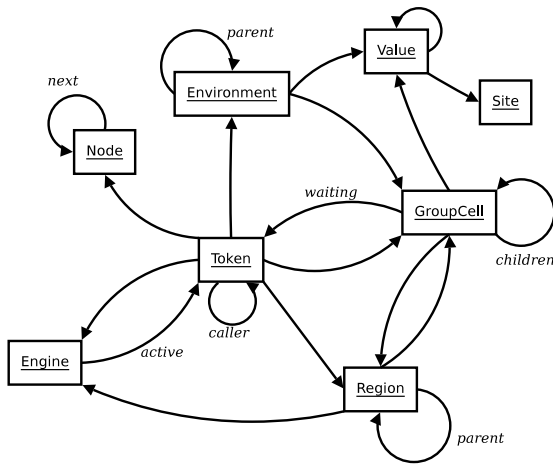 parent
Value
next
Environment
Site
Node
waiting
GroupCell
children
Token
caller
active
Engine
Region
parent